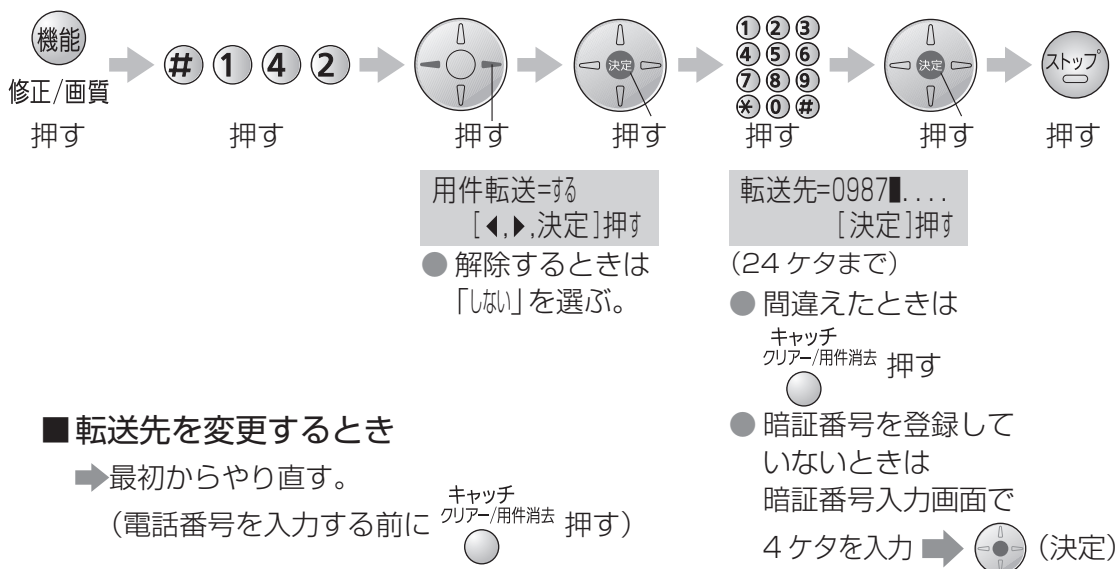 機能 # 1 4 2 決定 1 2 3 決定 ストップ
4 5 6
7 8 9
* 0 #
修正/画質
押す 押す 押す 押す 押す 押す 押す
用件転送=する
[◀,▶,決定]押す
● 解除するときは
「しない」を選ぶ。
転送先=0987■....
[決定]押す
(24ケタまで)
● 間違えたときは
キャッチ
クリアー/用件消去 押す
● 暗証番号を登録して
いないときは
暗証番号入力画面で
4ケタを入力 ➡ (決定)
■ 転送先を変更するとき
➡最初からやり直す。
キャッチ
(電話番号を入力する前に クリアー/用件消去 押す)